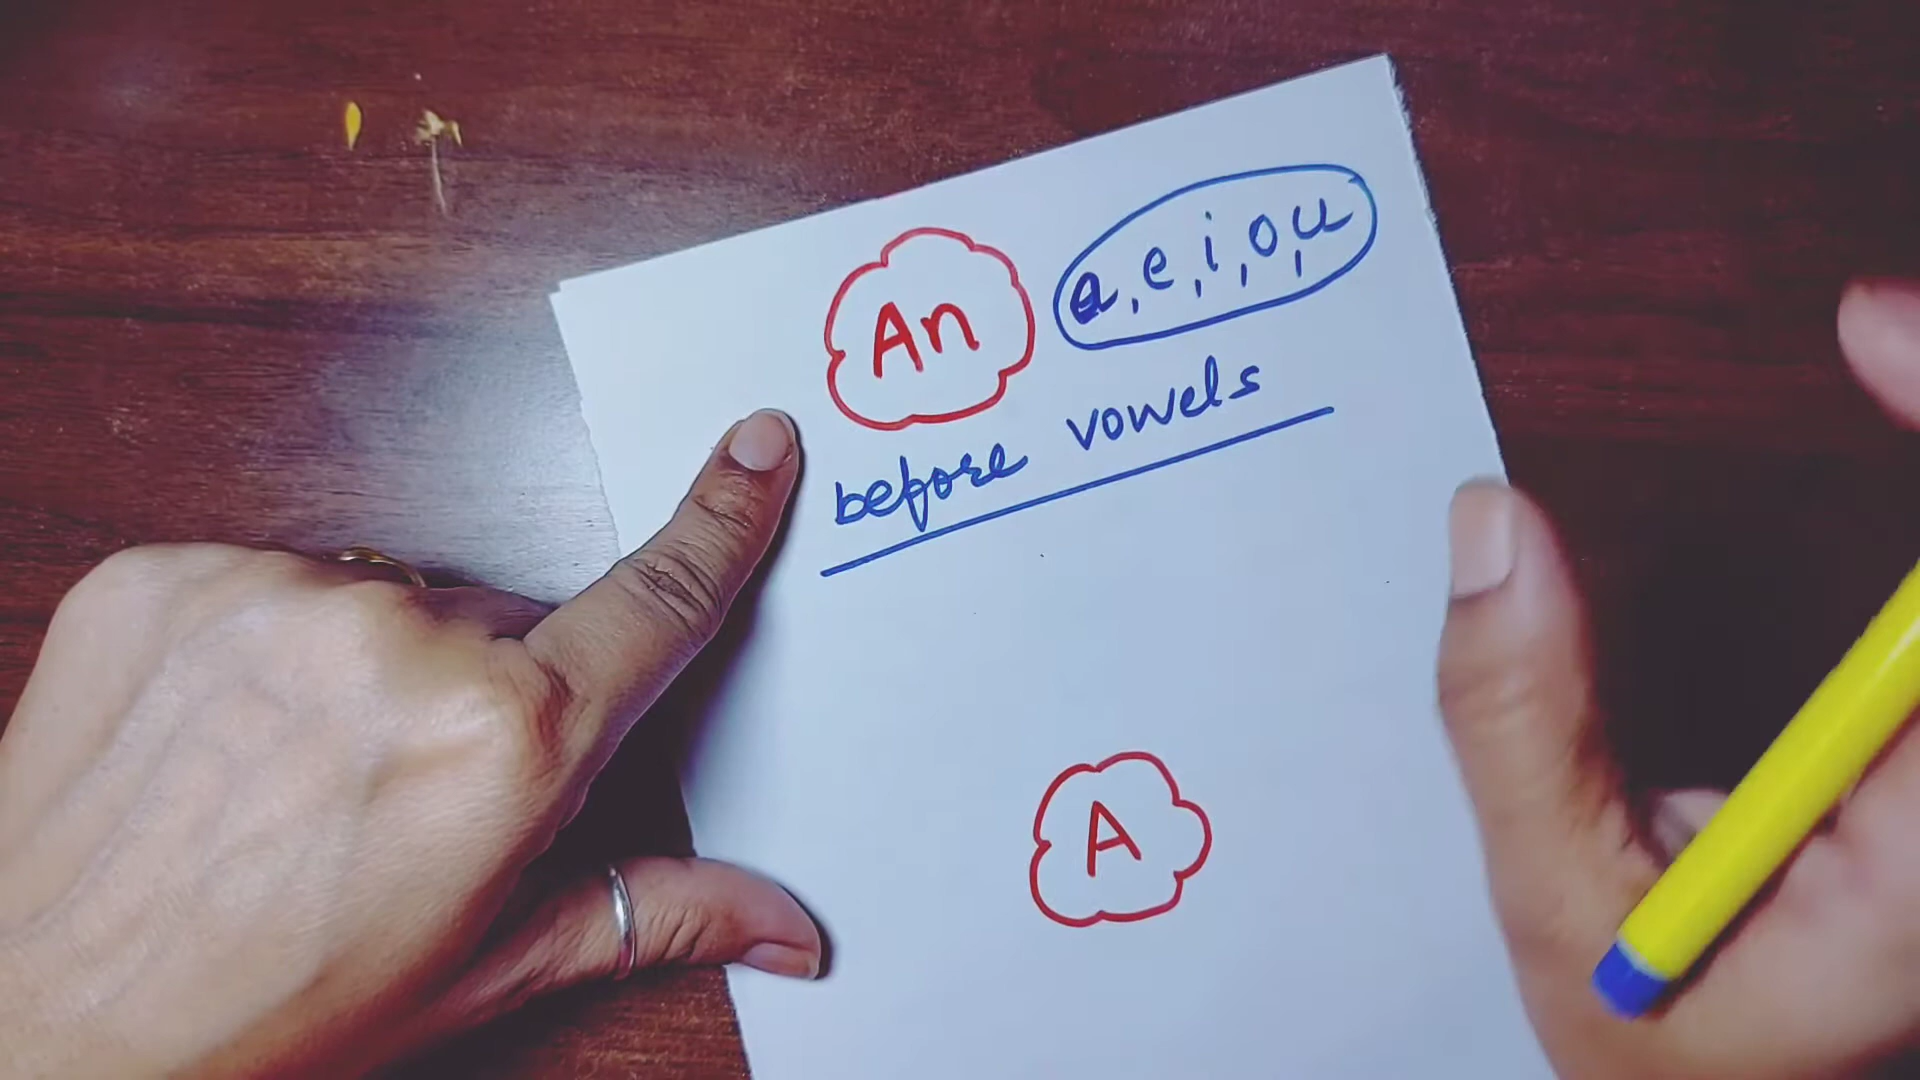 An a, e, i, o, u
before vowels
A